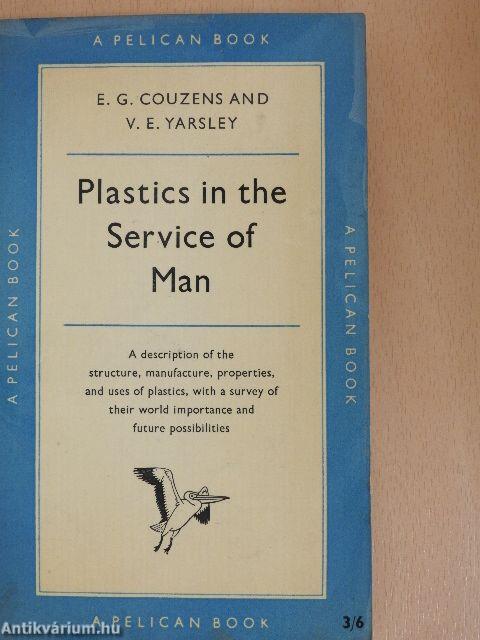 A PELICAN BOOK
E. G. COUZENS AND
V. E. YARSLEY
Plastics in the
Service of
Man
A description of the
structure, manufacture, properties,
and uses of plastics, with a survey of
their world importance and
future possibilities
A PELICAN BOOK
A PELICAN BOOK
A PELICAN BOOK
3/6
Antikvárium.hu